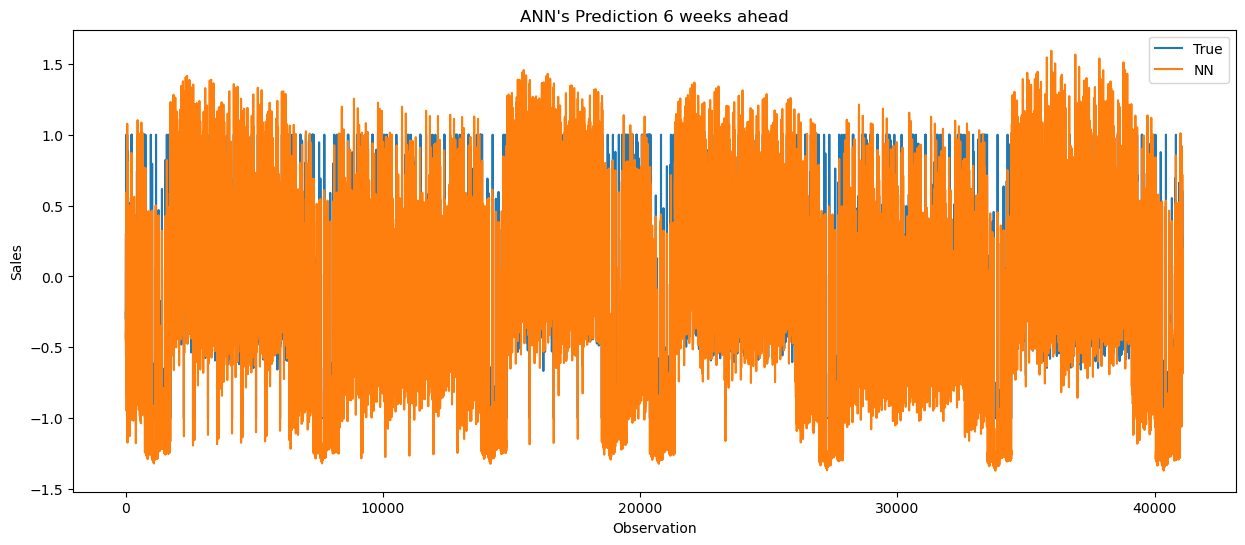 ANN's Prediction 6 weeks ahead
True
NN
1.5
1.0
0.5
0.0
−0.5
−1.0
−1.5
Sales
0 10000 20000 30000 40000
Observation